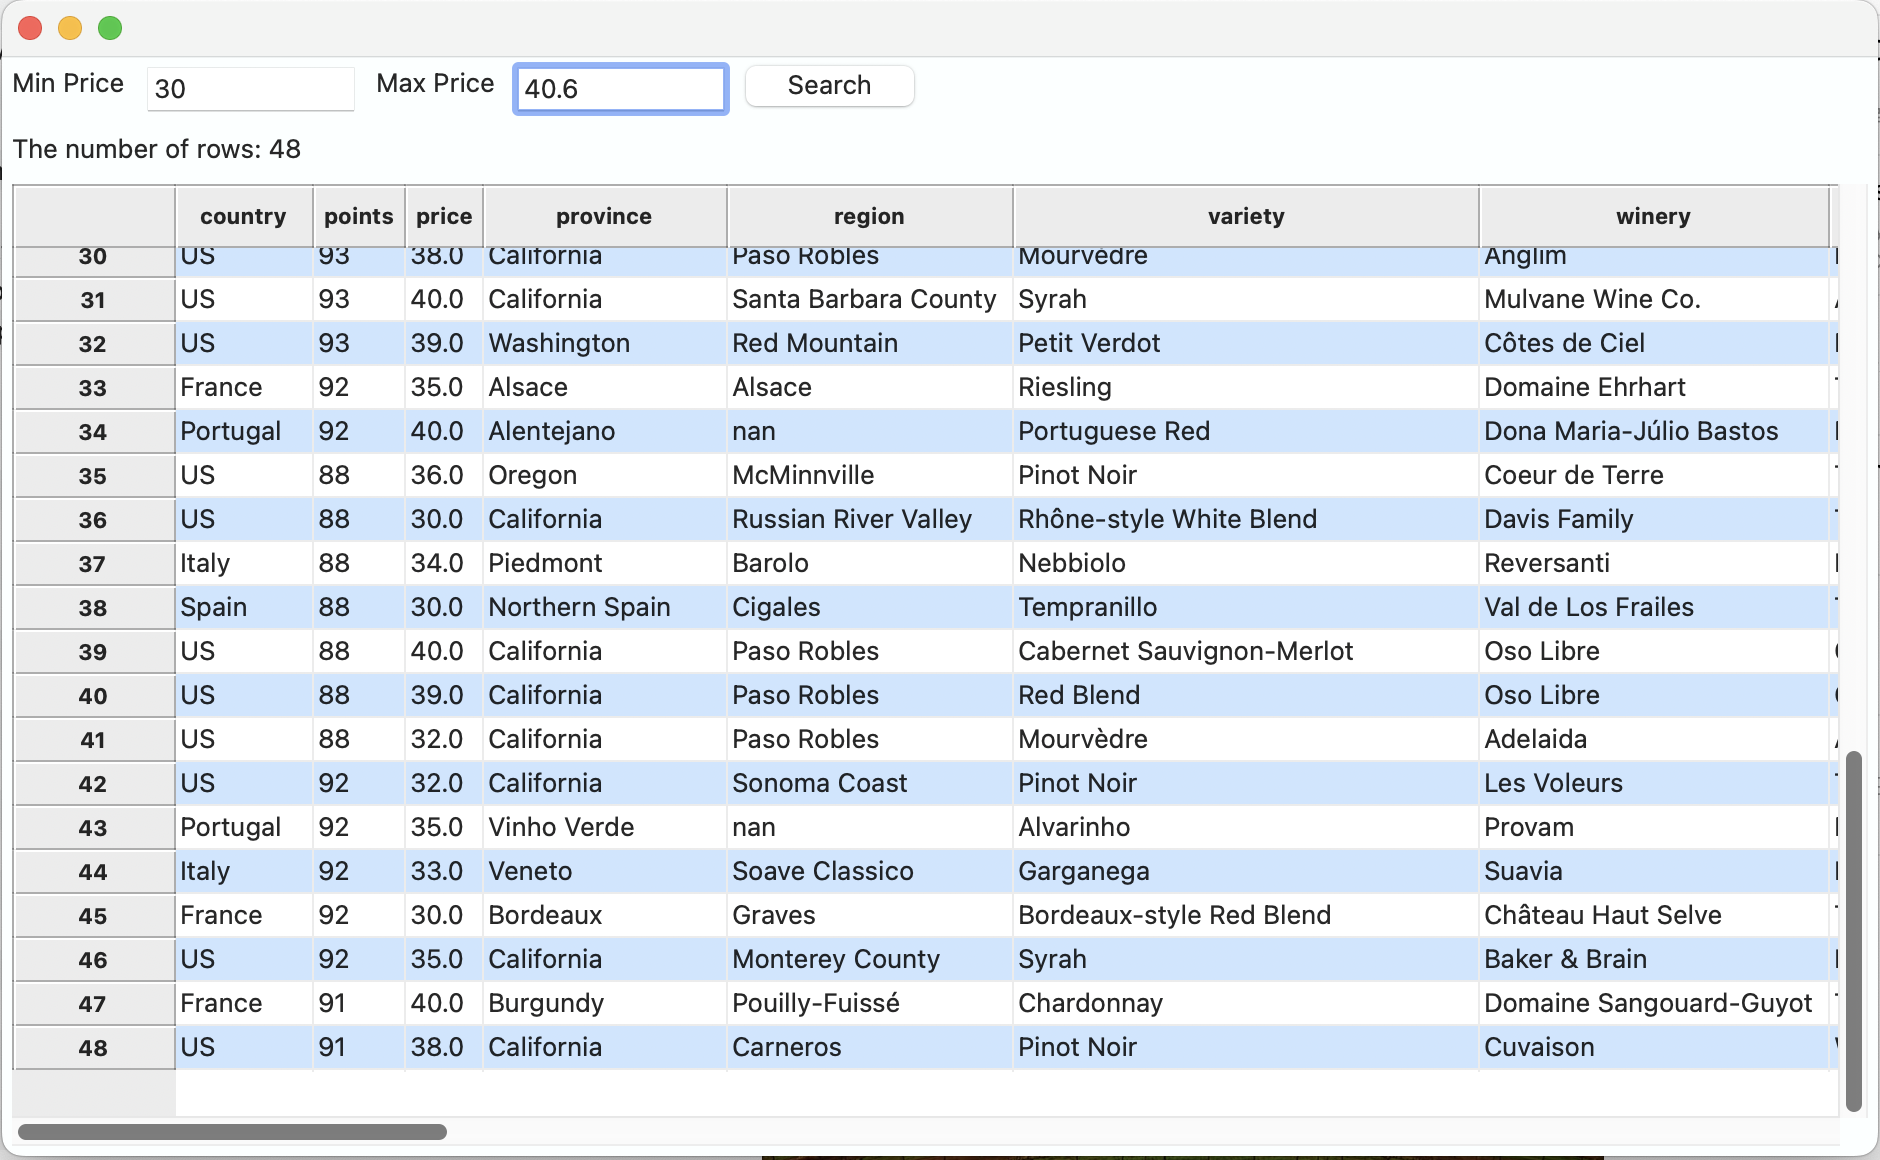 Min Price 30 Max Price 40.6 Search
The number of rows: 48
country points price province region variety winery
30 US 93 38.0 California Paso Robles Mourvèdre Anglim
31 US 93 40.0 California Santa Barbara County Syrah Mulvane Wine Co.
32 US 93 39.0 Washington Red Mountain Petit Verdot Côtes de Ciel
33 France 92 35.0 Alsace Alsace Riesling Domaine Ehrhart
34 Portugal 92 40.0 Alentejano nan Portuguese Red Dona Maria-Júlio Bastos
35 US 88 36.0 Oregon McMinnville Pinot Noir Coeur de Terre
36 US 88 30.0 California Russian River Valley Rhône-style White Blend Davis Family
37 Italy 88 34.0 Piedmont Barolo Nebbiolo Reversanti
38 Spain 88 30.0 Northern Spain Cigales Tempranillo Val de Los Frailes
39 US 88 40.0 California Paso Robles Cabernet Sauvignon-Merlot Oso Libre
40 US 88 39.0 California Paso Robles Red Blend Oso Libre
41 US 88 32.0 California Paso Robles Mourvèdre Adelaida
42 US 92 32.0 California Sonoma Coast Pinot Noir Les Voleurs
43 Portugal 92 35.0 Vinho Verde nan Alvarinho Provam
44 Italy 92 33.0 Veneto Soave Classico Garganega Suavia
45 France 92 30.0 Bordeaux Graves Bordeaux-style Red Blend Château Haut Selve
46 US 92 35.0 California Monterey County Syrah Baker & Brain
47 France 91 40.0 Burgundy Pouilly-Fuissé Chardonnay Domaine Sangouard-Guyot
48 US 91 38.0 California Carneros Pinot Noir Cuvaison